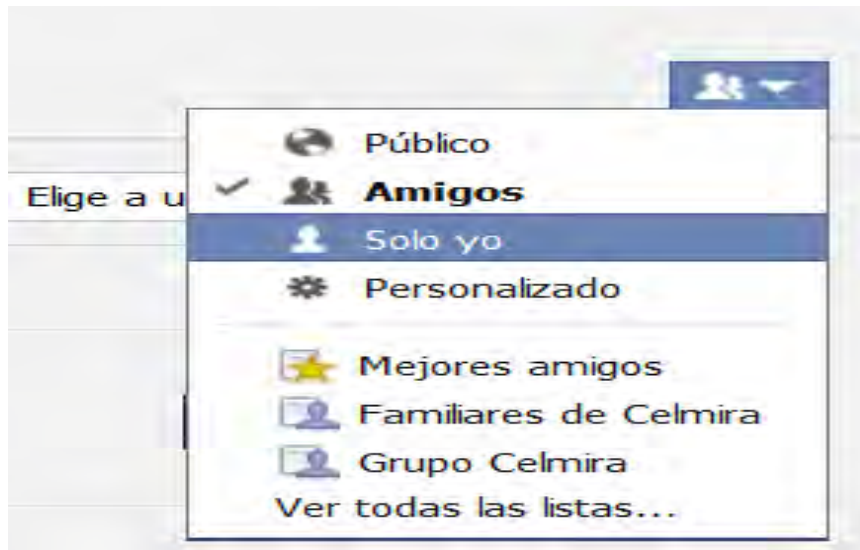 Público
Elige a u
Amigos
Solo yo
Personalizado
Mejores amigos
Familiares de Celmira
Grupo Celmira
Ver todas las listas...